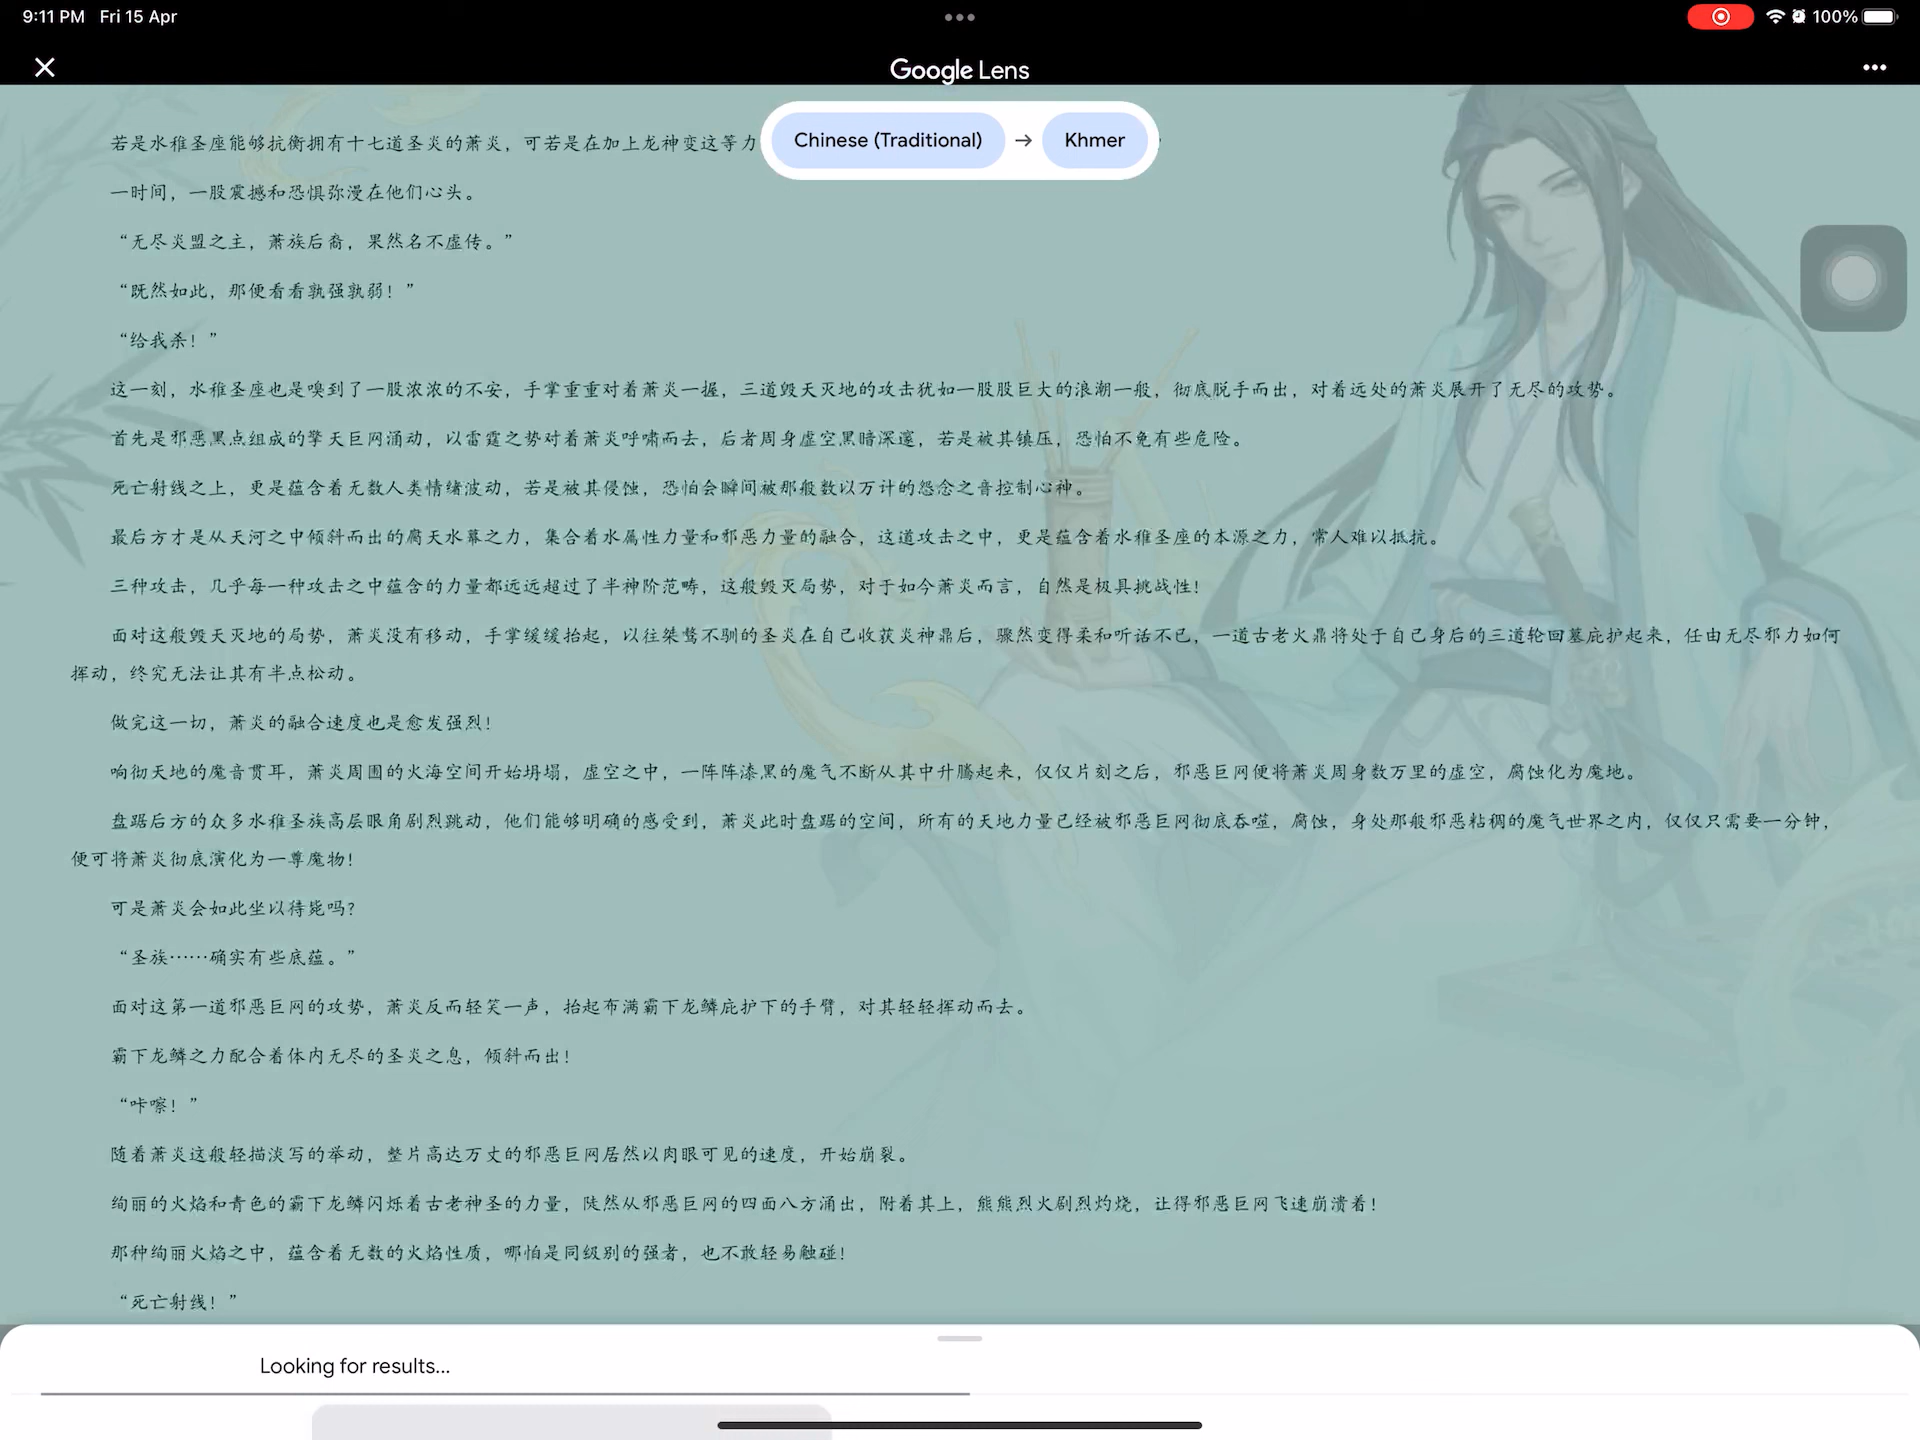 9:11 PM Fri 15 Apr
100%
Google Lens
Chinese (Traditional) → Khmer
若是水稚圣座能够抗衡拥有十七道圣炎的萧炎，可若是在加上龙神变这等力
一时间，一股震撼和恐惧弥漫在他们心头。
“无尽炎盟之主，萧族后裔，果然名不虚传。”
“既然如此，那便看看孰强孰弱！”
“给我杀！”
这一刻，水稚圣座也是嗅到了一股浓浓的不安，手掌重重对着萧炎一握，三道毁天灭地的攻击犹如一股股巨大的浪潮一般，彻底脱手而出，对着远处的萧炎展开了无尽的攻势。
首先是邪恶黑点组成的擎天巨网涌动，以雷霆之势对着萧炎呼啸而去，后者周身虚空黑暗深邃，若是被其镇压，恐怕不免有些危险。
死亡射线之上，更是蕴含着无数人类情绪波动，若是被其侵蚀，恐怕会瞬间被那般数以万计的怨念之音控制心神。
最后方才是从天河之中倾斜而出的腐天水幕之力，集合着水属性力量和邪恶力量的融合，这道攻击之中，更是蕴含着水稚圣座的本源之力，常人难以抵抗。
三种攻击，几乎每一种攻击之中蕴含的力量都远远超过了半神阶范畴，这般毁灭局势，对于如今萧炎而言，自然是极具挑战性！
面对这般毁天灭地的局势，萧炎没有移动，手掌缓缓抬起，以往桀骜不驯的圣炎在自己收获炎神鼎后，骤然变得柔和听话不已，一道古老火鼎将处于自己身后的三道轮回墓庇护起来，任由无尽邪力如何
挥动，终究无法让其有半点松动。
做完这一切，萧炎的融合速度也是愈发强烈！
响彻天地的魔音贯耳，萧炎周围的火海空间开始坍塌，虚空之中，一阵阵漆黑的魔气不断从其中升腾起来，仅仅片刻之后，邪恶巨网便将萧炎周身数万里的虚空，腐蚀化为魔地。
盘踞后方的众多水稚圣族高层眼角剧烈跳动，他们能够明确的感受到，萧炎此时盘踞的空间，所有的天地力量已经被邪恶巨网彻底吞噬，腐蚀，身处那般邪恶粘稠的魔气世界之内，仅仅只需要一分钟，
便可将萧炎彻底演化为一尊魔物！
可是萧炎会如此坐以待毙吗？
“圣族……确实有些底蕴。”
面对这第一道邪恶巨网的攻势，萧炎反而轻笑一声，抬起布满霸下龙鳞庇护下的手臂，对其轻轻挥动而去。
霸下龙鳞之力配合着体内无尽的圣炎之息，倾斜而出！
“咔嚓！”
随着萧炎这般轻描淡写的举动，整片高达万丈的邪恶巨网居然以肉眼可见的速度，开始崩裂。
绚丽的火焰和青色的霸下龙鳞闪烁着古老神圣的力量，陡然从邪恶巨网的四面八方涌出，附着其上，熊熊烈火剧烈灼烧，让得邪恶巨网飞速崩溃着！
那种绚丽火焰之中，蕴含着无数的火焰性质，哪怕是同级别的强者，也不敢轻易触碰！
“死亡射线！”
Looking for results...